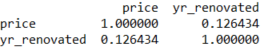 price yr_renovated
price 1.000000 0.126434
yr_renovated 0.126434 1.000000